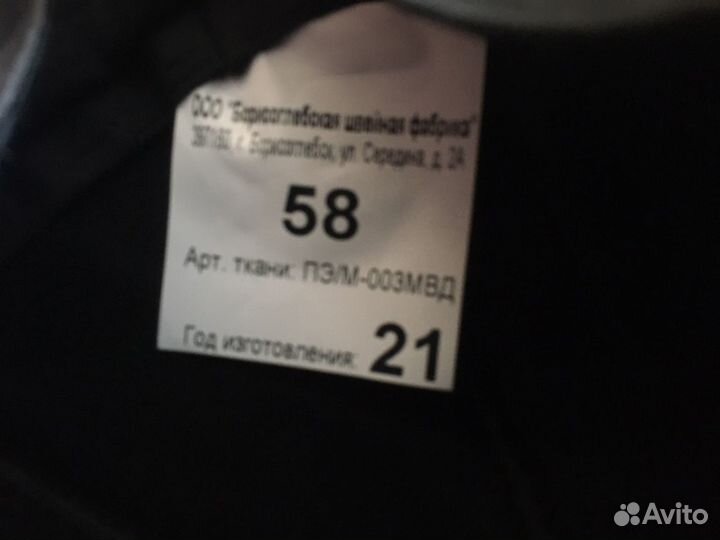 ООО "Борисоглебская швейная фабрика"
г. Борисоглебск, ул. Середина, д. 2А
58
Арт. ткани: ПЭ/М-003МВД
Год изготовления: 21
Avito